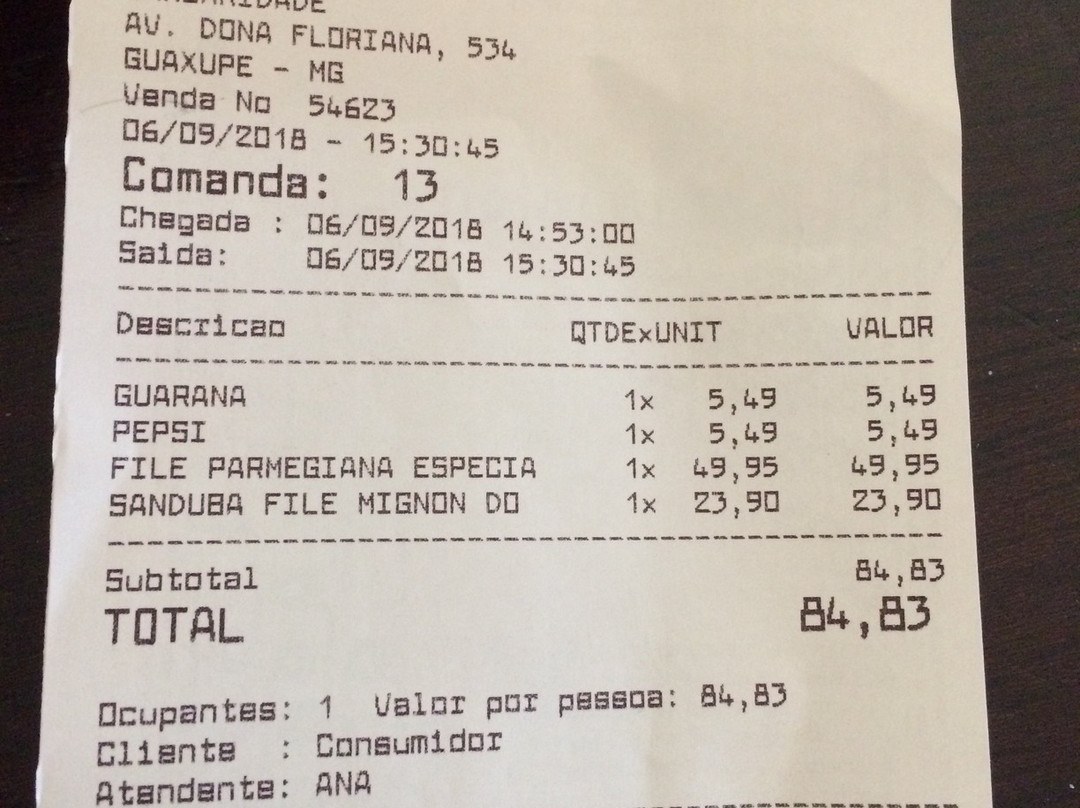 AV. DONA FLORIANA, 534
GUAXUPE - MG
Venda No 54623
06/09/2018 - 15:30:45
Comanda: 13
Chegada : 06/09/2018 14:53:00
Saida: 06/09/2018 15:30:45
Descricao QTDExUNIT VALOR
GUARANA 1x 5,49 5,49
PEPSI 1x 5,49 5,49
FILE PARMEGIANA ESPECIA 1x 49,95 49,95
SANDUBA FILE MIGNON DO 1x 23,90 23,90
Subtotal 84,83
TOTAL 84,83
Ocupantes: 1 Valor por pessoa: 84,83
Cliente : Consumidor
Atendente: ANA